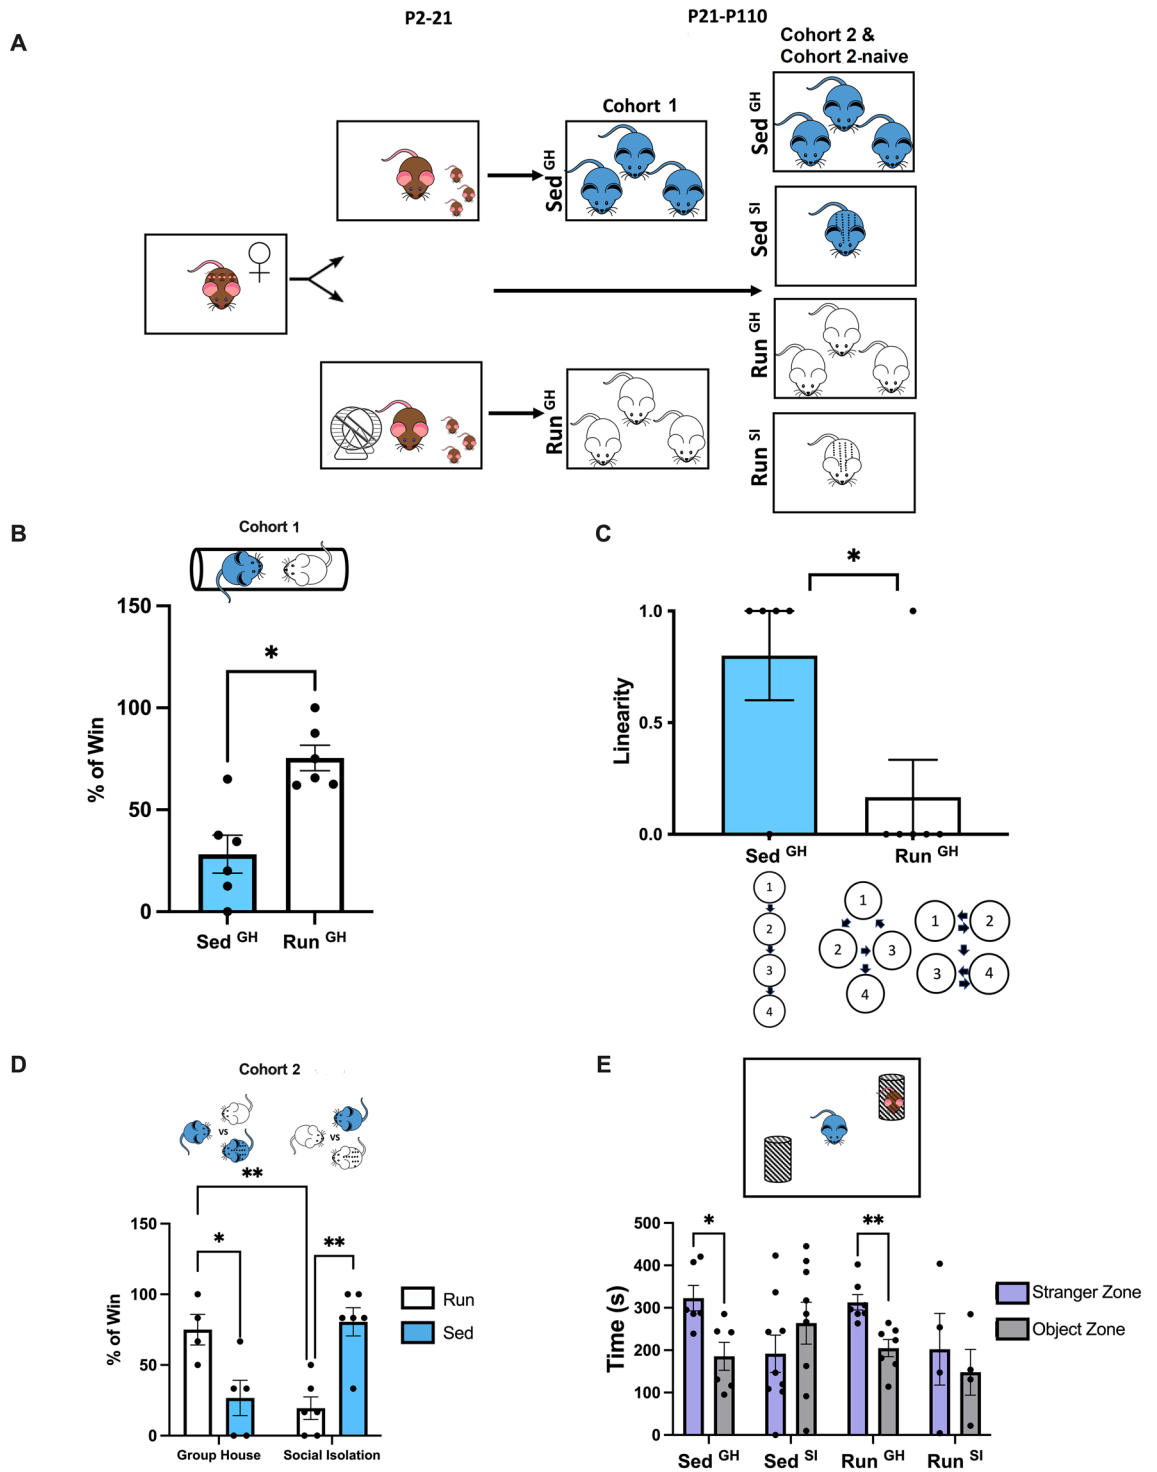 P2-21
P21-P110
A
Cohort 2 &
Cohort 2-naive
Cohort 1
Sed GH
Sed GH
Sed SI
Run GH
Run GH
Run SI
B
Cohort 1
150
100
50
0
% of Win
*
Sed GH
Run GH
C
*
1.0
0.5
0.0
Linearity
Sed GH
Run GH
1
2
3
4
1
2
3
4
1
2
3
4
D
Cohort 2
vs
vs
**
*
**
150
100
50
0
% of Win
Group House
Social Isolation
Run
Sed
E
500
400
300
200
100
0
Time (s)
*
**
Sed GH
Sed SI
Run GH
Run SI
Stranger Zone
Object Zone